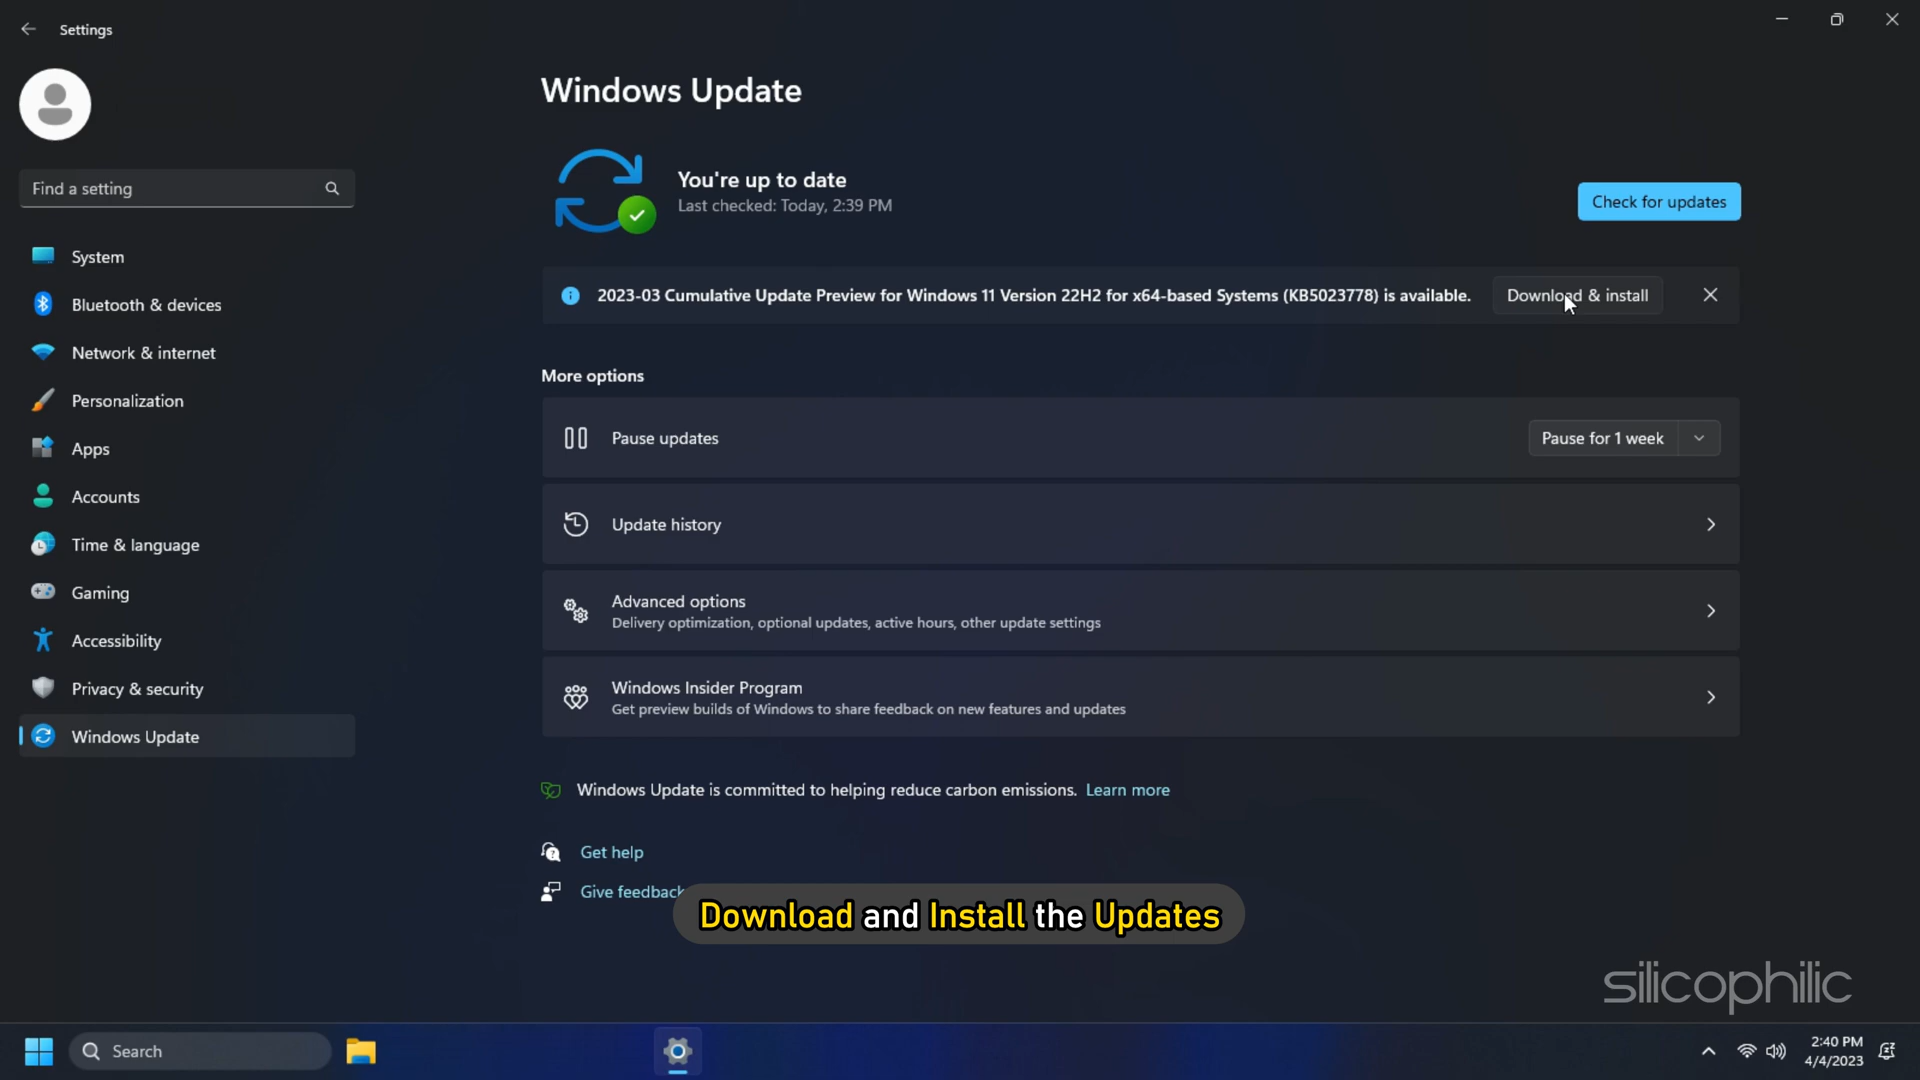 Settings
Windows Update
You're up to date
Last checked: Today, 2:39 PM
Check for updates
Find a setting
2023-03 Cumulative Update Preview for Windows 11 Version 22H2 for x64-based Systems (KB5023778) is available.
Download & install
System
Bluetooth & devices
Network & internet
Personalization
Apps
Accounts
Time & language
Gaming
Accessibility
Privacy & security
Windows Update
More options
Pause updates
Pause for 1 week
Update history
Advanced options
Delivery optimization, optional updates, active hours, other update settings
Windows Insider Program
Get preview builds of Windows to share feedback on new features and updates
Windows Update is committed to helping reduce carbon emissions. Learn more
Get help
Give feedback
Download and Install the Updates
silicophilic
Search
2:40 PM
4/4/2023